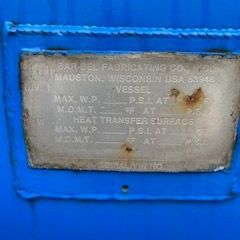 BAR-BEL FABRICATING CO., INC.
MAUSTON, WISCONSIN USA 53948
VESSEL
MAX. W.P. P.S.I. AT
M.D.M.T. °F AT P.S.
HEAT TRANSFER SURFACE
MAX. W.P. P.S.I. AT
M.D.M.T. °F AT P.S.
SERIAL/VIN NO.